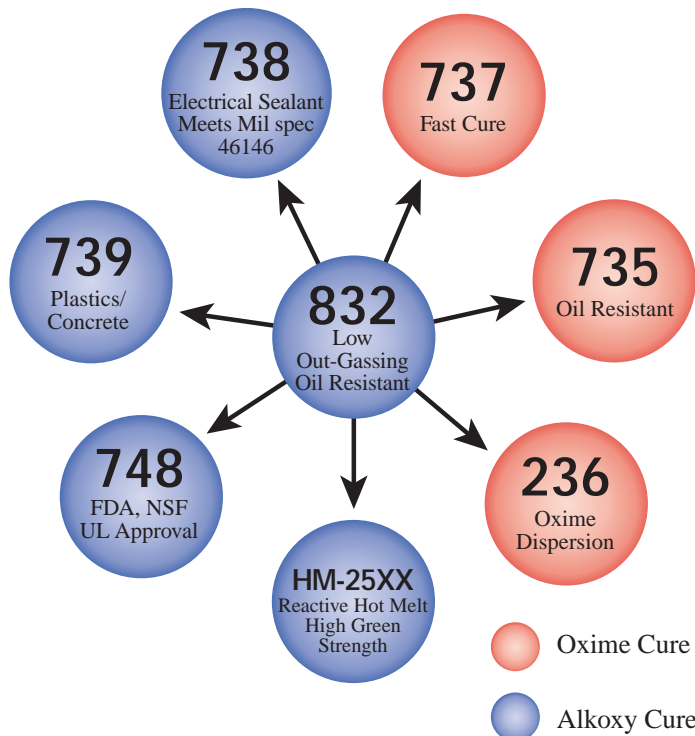 738
Electrical Sealant
Meets Mil spec
46146
737
Fast Cure
739
Plastics/
Concrete
832
Low
Out-Gassing
Oil Resistant
735
Oil Resistant
748
FDA, NSF
UL Approval
236
Oxime
Dispersion
HM-25XX
Reactive Hot Melt
High Green
Strength
Oxime Cure
Alkoxy Cure